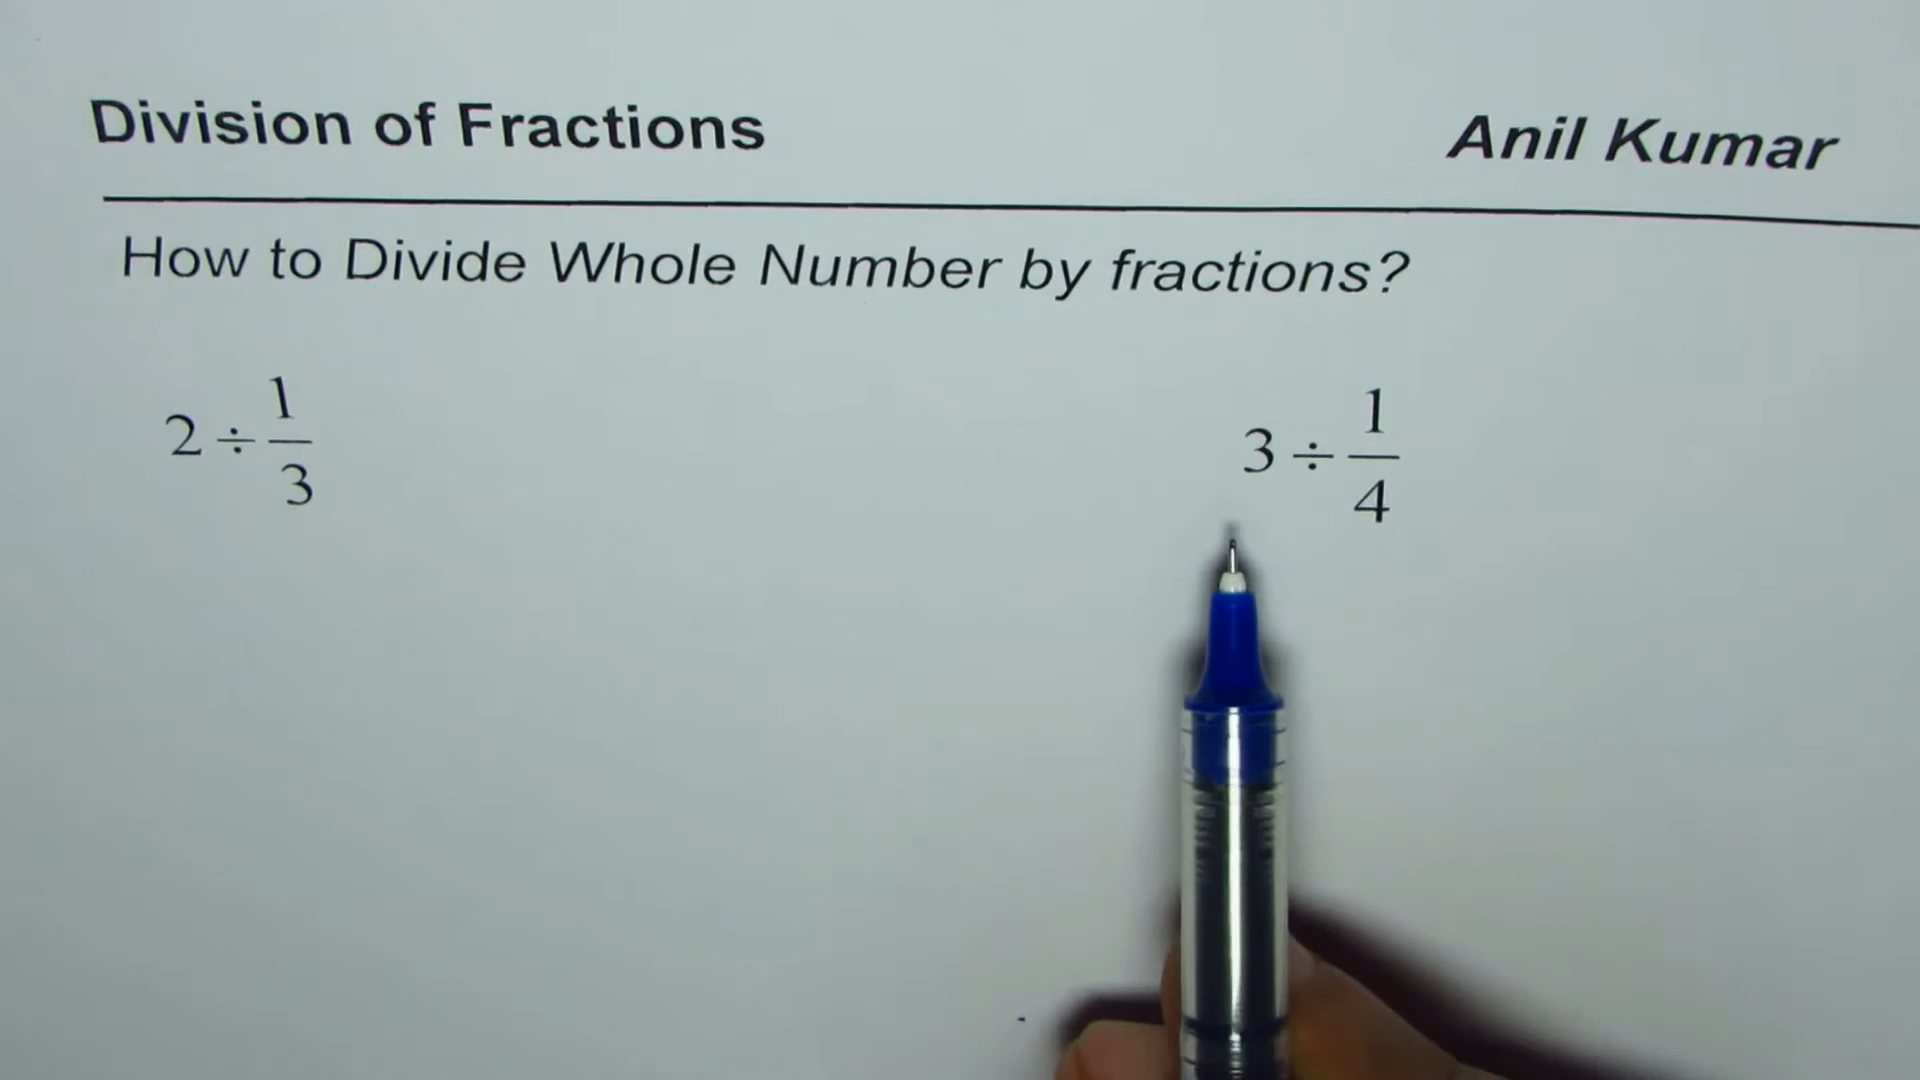 Division of Fractions Anil Kumar
How to Divide Whole Number by fractions?
2 ÷ 1/3 3 ÷ 1/4